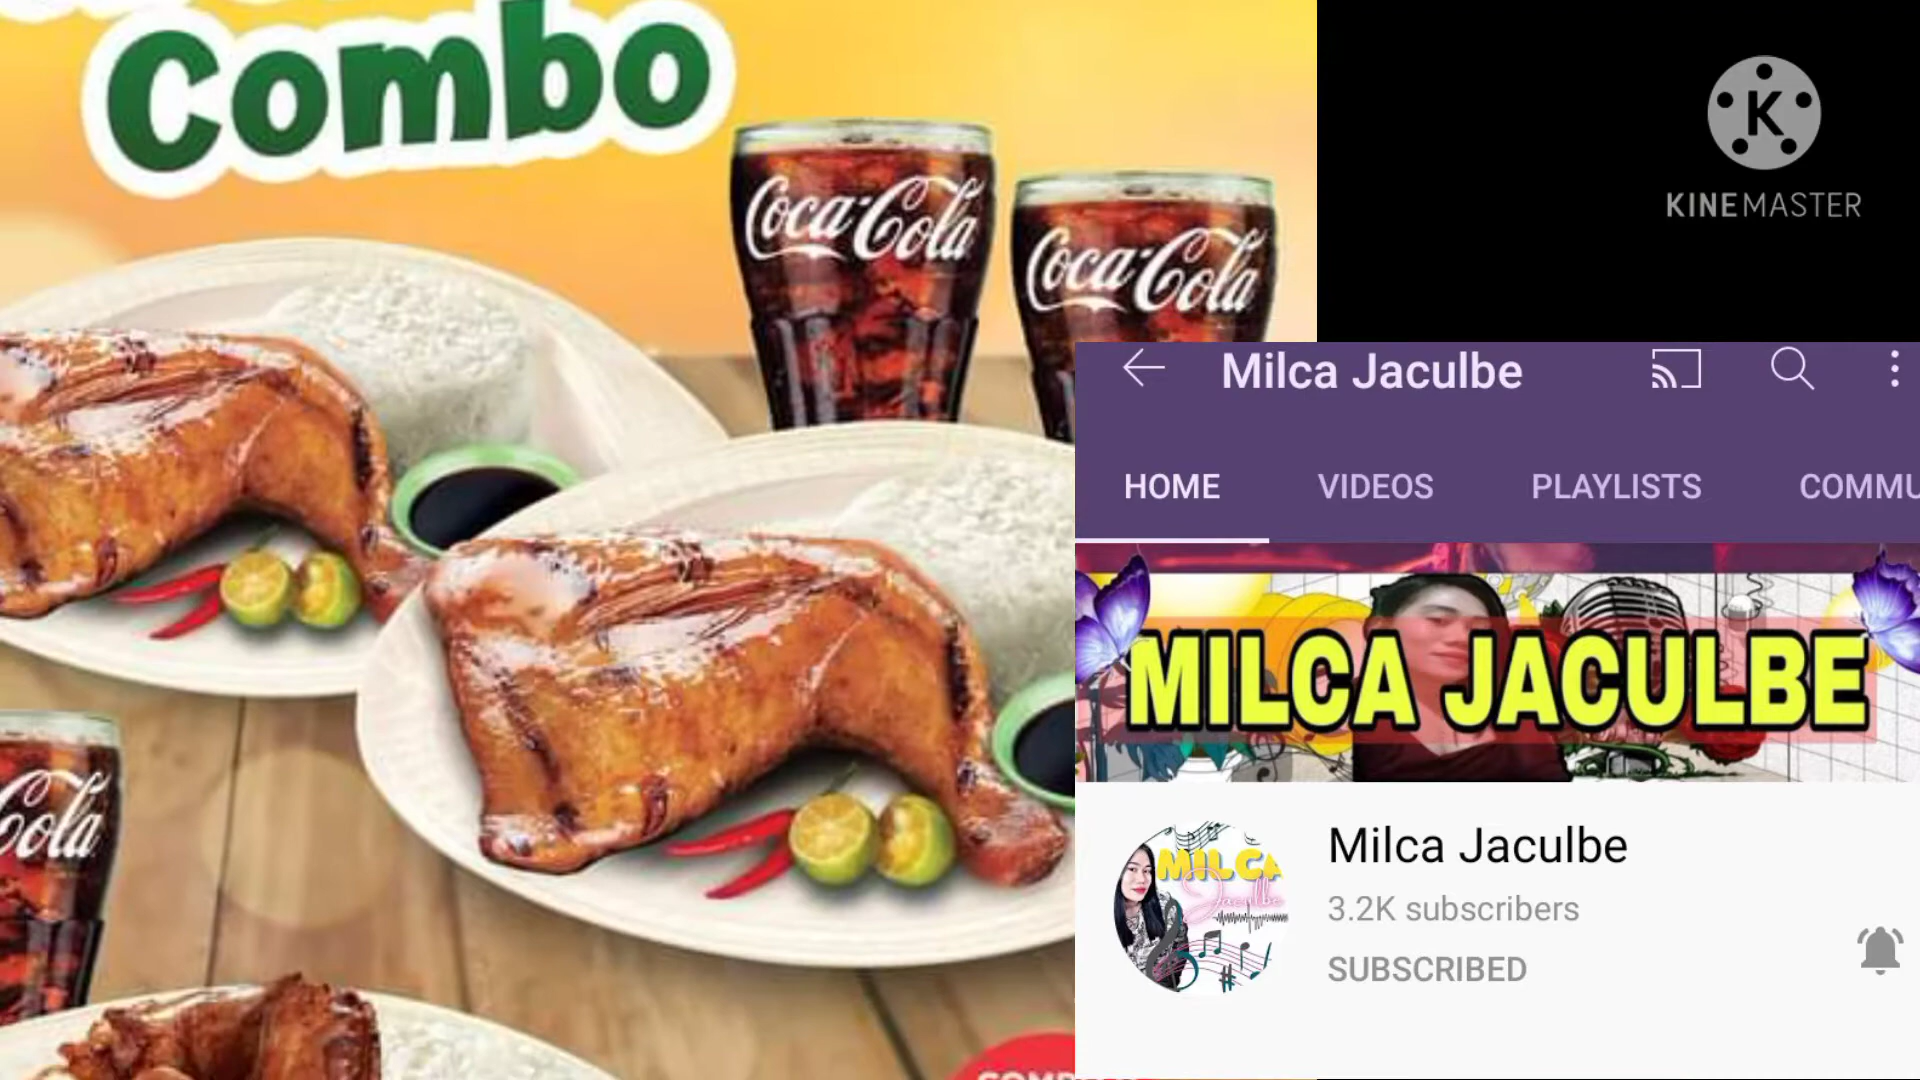 Combo
Coca-Cola
Coca-Cola
KINEMASTER
Milca Jaculbe
HOME VIDEOS PLAYLISTS COMMU
MILCA JACULBE
MILCA
Jaculbe
Milca Jaculbe
3.2K subscribers
SUBSCRIBED
Cola